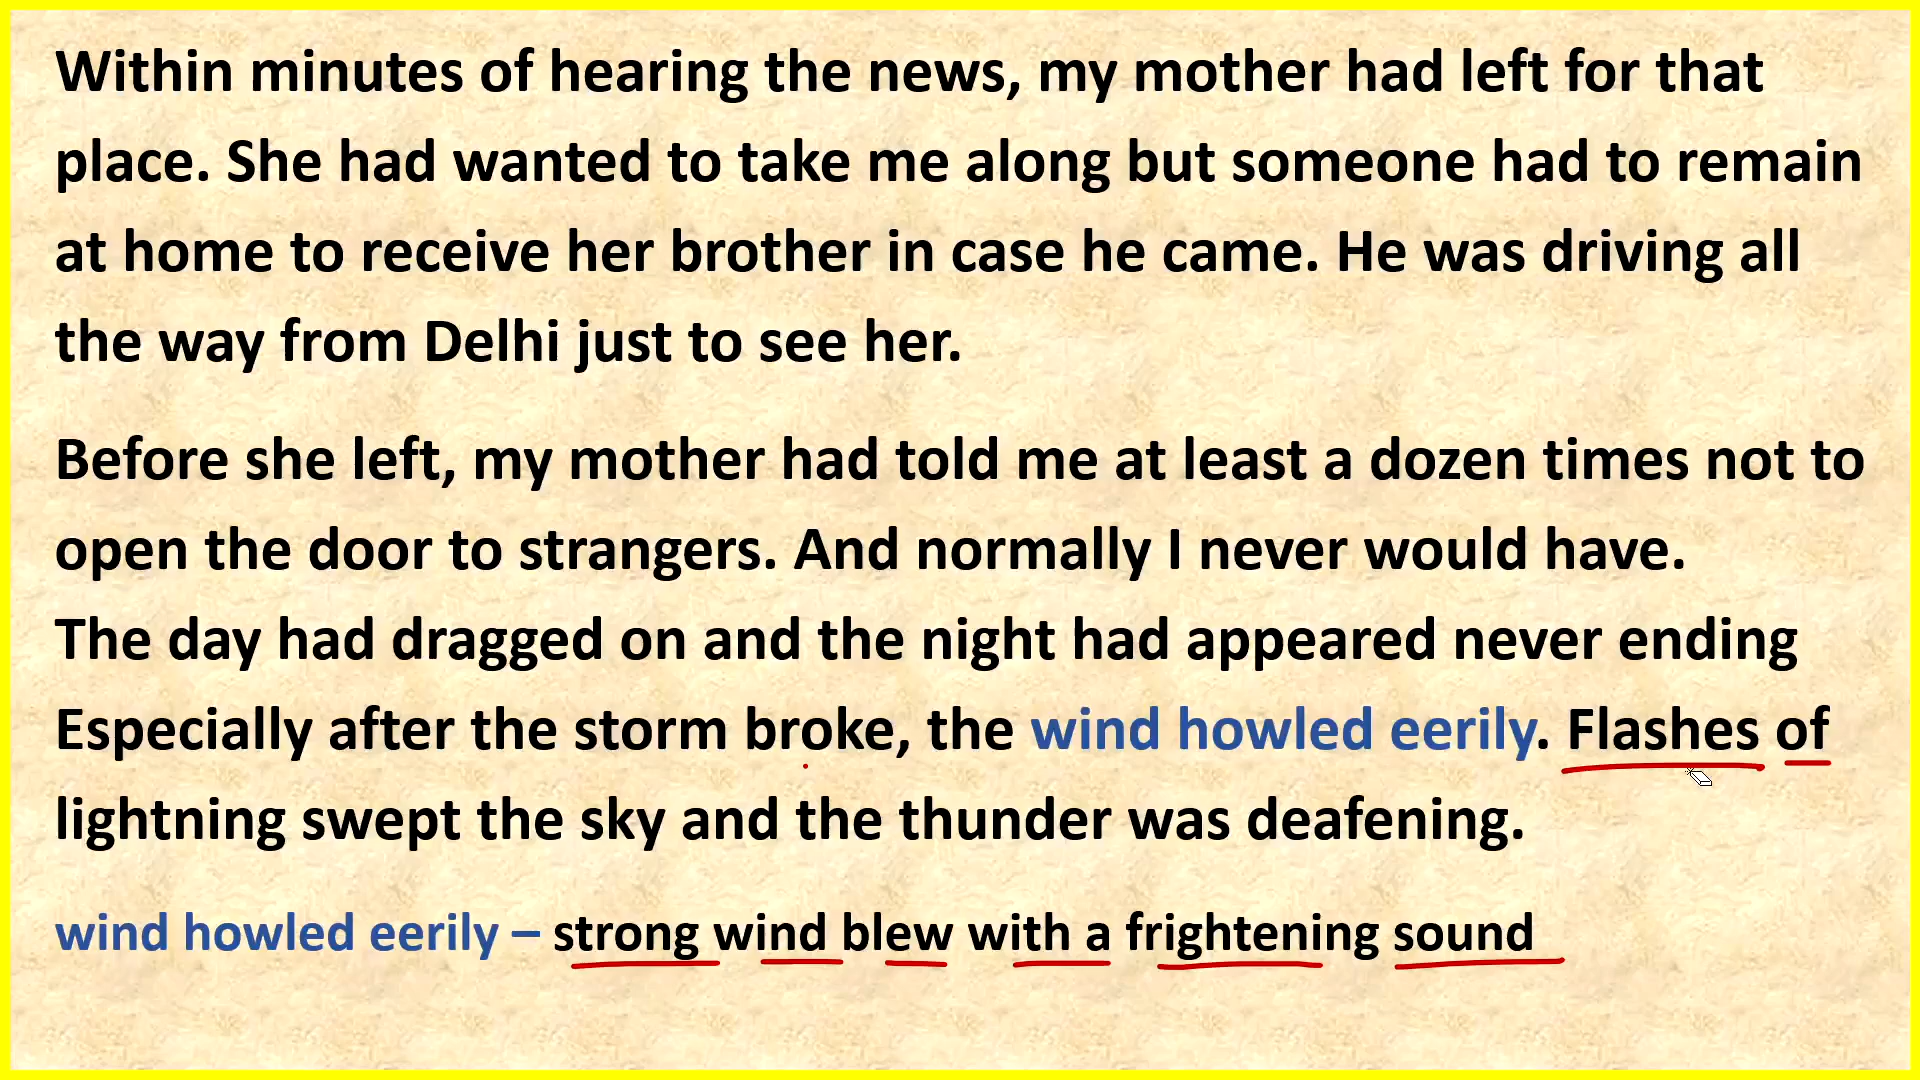 Within minutes of hearing the news, my mother had left for that
place. She had wanted to take me along but someone had to remain
at home to receive her brother in case he came. He was driving all
the way from Delhi just to see her.
Before she left, my mother had told me at least a dozen times not to
open the door to strangers. And normally I never would have.
The day had dragged on and the night had appeared never ending
Especially after the storm broke, the wind howled eerily. Flashes of
lightning swept the sky and the thunder was deafening.
wind howled eerily – strong wind blew with a frightening sound